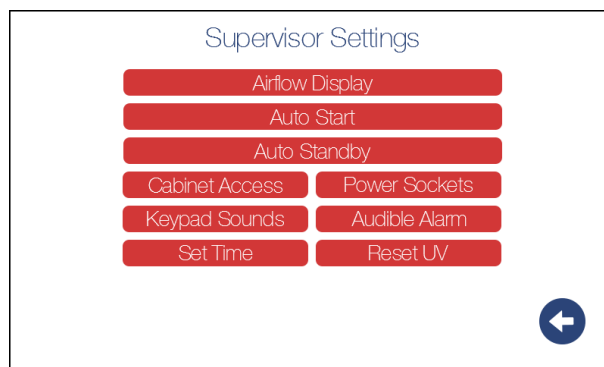 Supervisor Settings
Airflow Display
Auto Start
Auto Standby
Cabinet Access Power Sockets
Keypad Sounds Audible Alarm
Set Time Reset UV